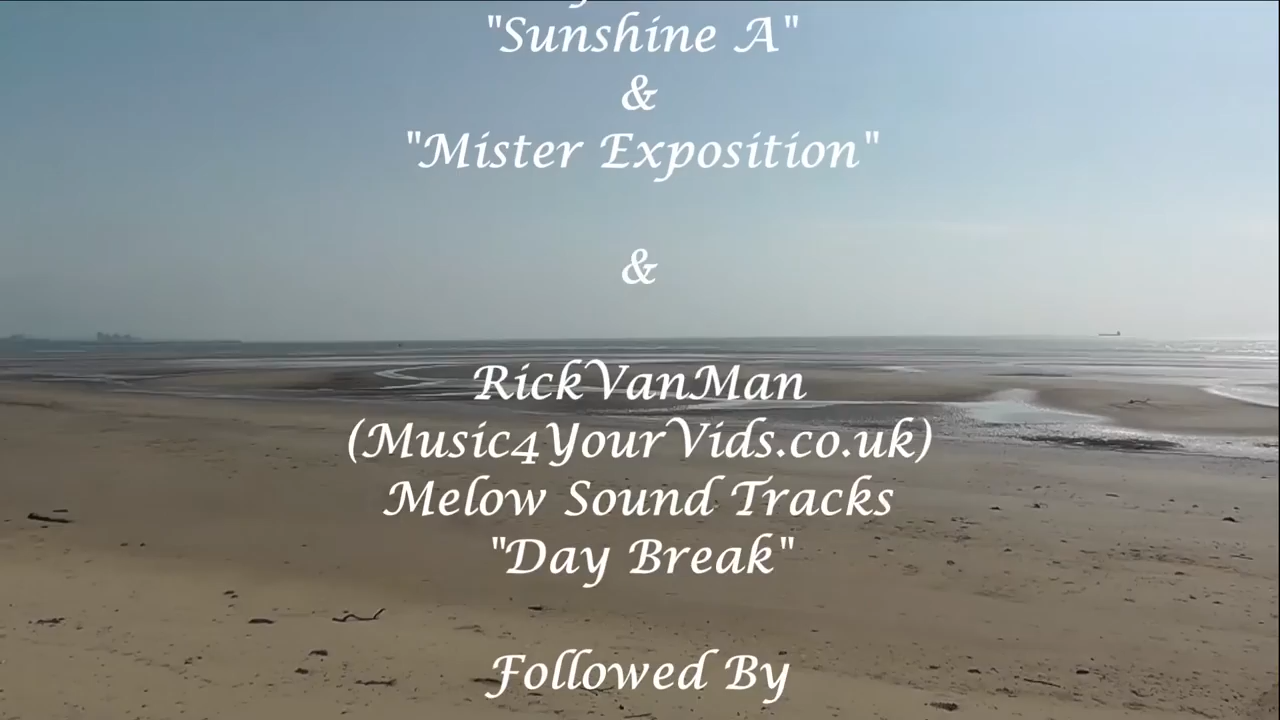 "Sunshine A"
&
"Mister Exposition"
&
RickVanMan
(Music4YourVids.co.uk)
Melow Sound Tracks
"Day Break"
Followed By